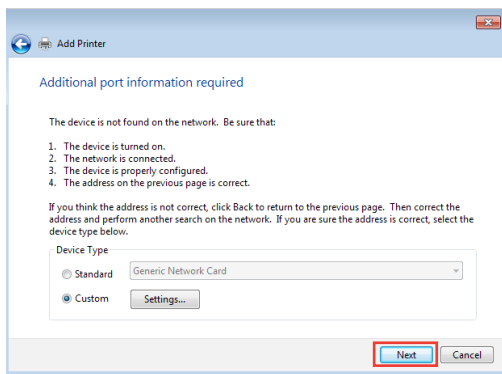 Add Printer
Additional port information required
The device is not found on the network. Be sure that:
1. The device is turned on.
2. The network is connected.
3. The device is properly configured.
4. The address on the previous page is correct.
If you think the address is not correct, click Back to return to the previous page. Then correct the
address and perform another search on the network. If you are sure the address is correct, select the
device type below.
Device Type
Standard
Generic Network Card
Custom
Settings...
Next
Cancel